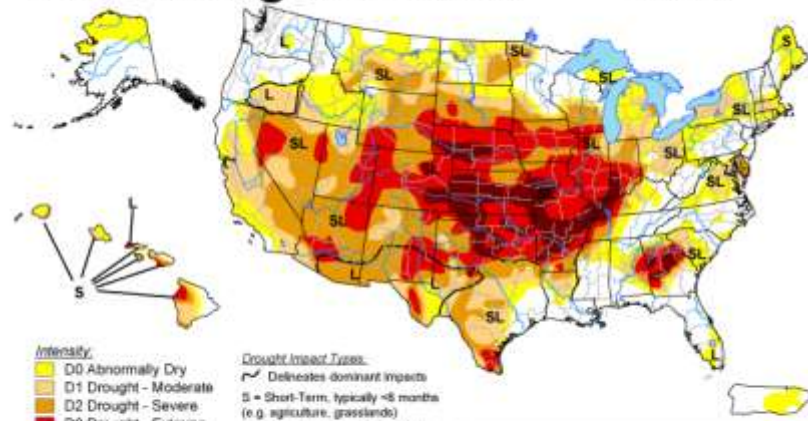 L
S
SL
SL
SL
L
SL
SL
SL
SL
SL
SL
L
S
SL
L
L
SL
L
Intensity:
D0 Abnormally Dry
D1 Drought - Moderate
D2 Drought - Severe
Drought Impact Types:
Delineates dominant impacts
S = Short-Term, typically <6 months
(e.g. agriculture, grasslands)